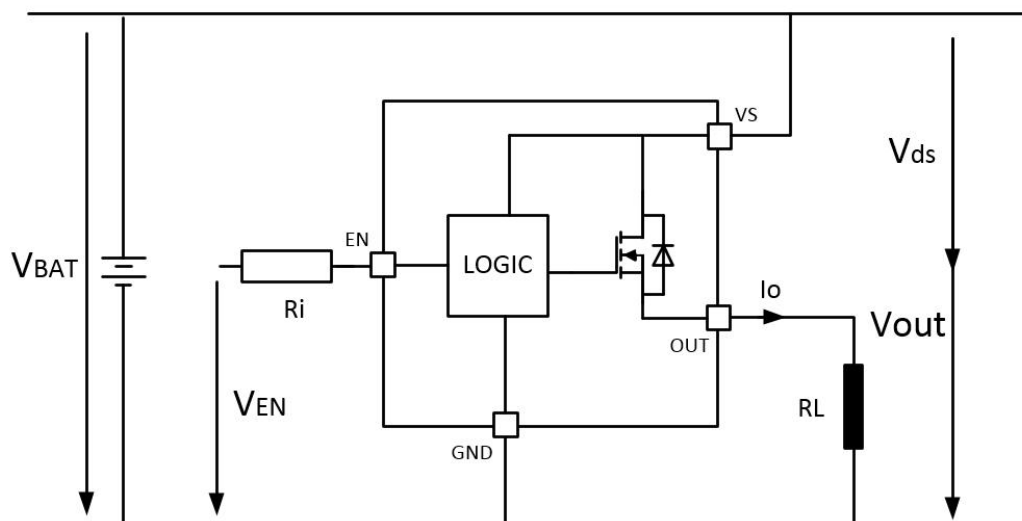 VS
Vds
EN
LOGIC
VBAT
Ri
Io
Vout
OUT
VEN
RL
GND